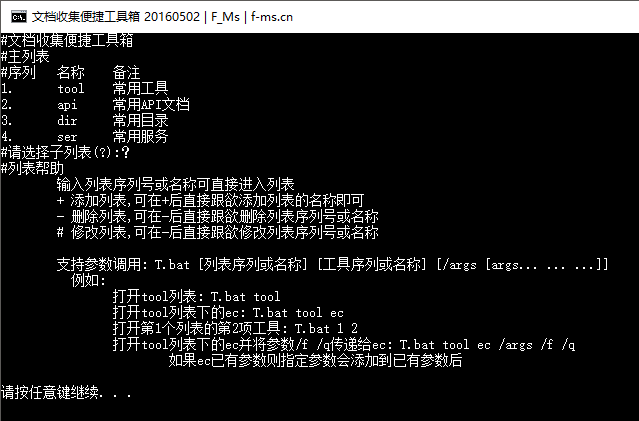 文档收集便捷工具箱 20160502 | F_Ms | f-ms.cn
#文档收集便捷工具箱
#主列表
#序列 名称 备注
1. tool 常用工具
2. api 常用API文档
3. dir 常用目录
4. ser 常用服务
#请选择子列表(?):?
#列表帮助
输入列表序列号或名称可直接进入列表
+ 添加列表,可在+后直接跟欲添加列表的名称即可
- 删除列表,可在-后直接跟欲删除列表序列号或名称
# 修改列表,可在-后直接跟欲修改列表序列号或名称
支持参数调用: T.bat [列表序列或名称] [工具序列或名称] [/args [args... ... ...]]
例如:
打开tool列表: T.bat tool
打开tool列表下的ec: T.bat tool ec
打开第1个列表的第2项工具: T.bat 1 2
打开tool列表下的ec并将参数/f /q传递给ec: T.bat tool ec /args /f /q
如果ec已有参数则指定参数会添加到已有参数后
请按任意键继续. . .